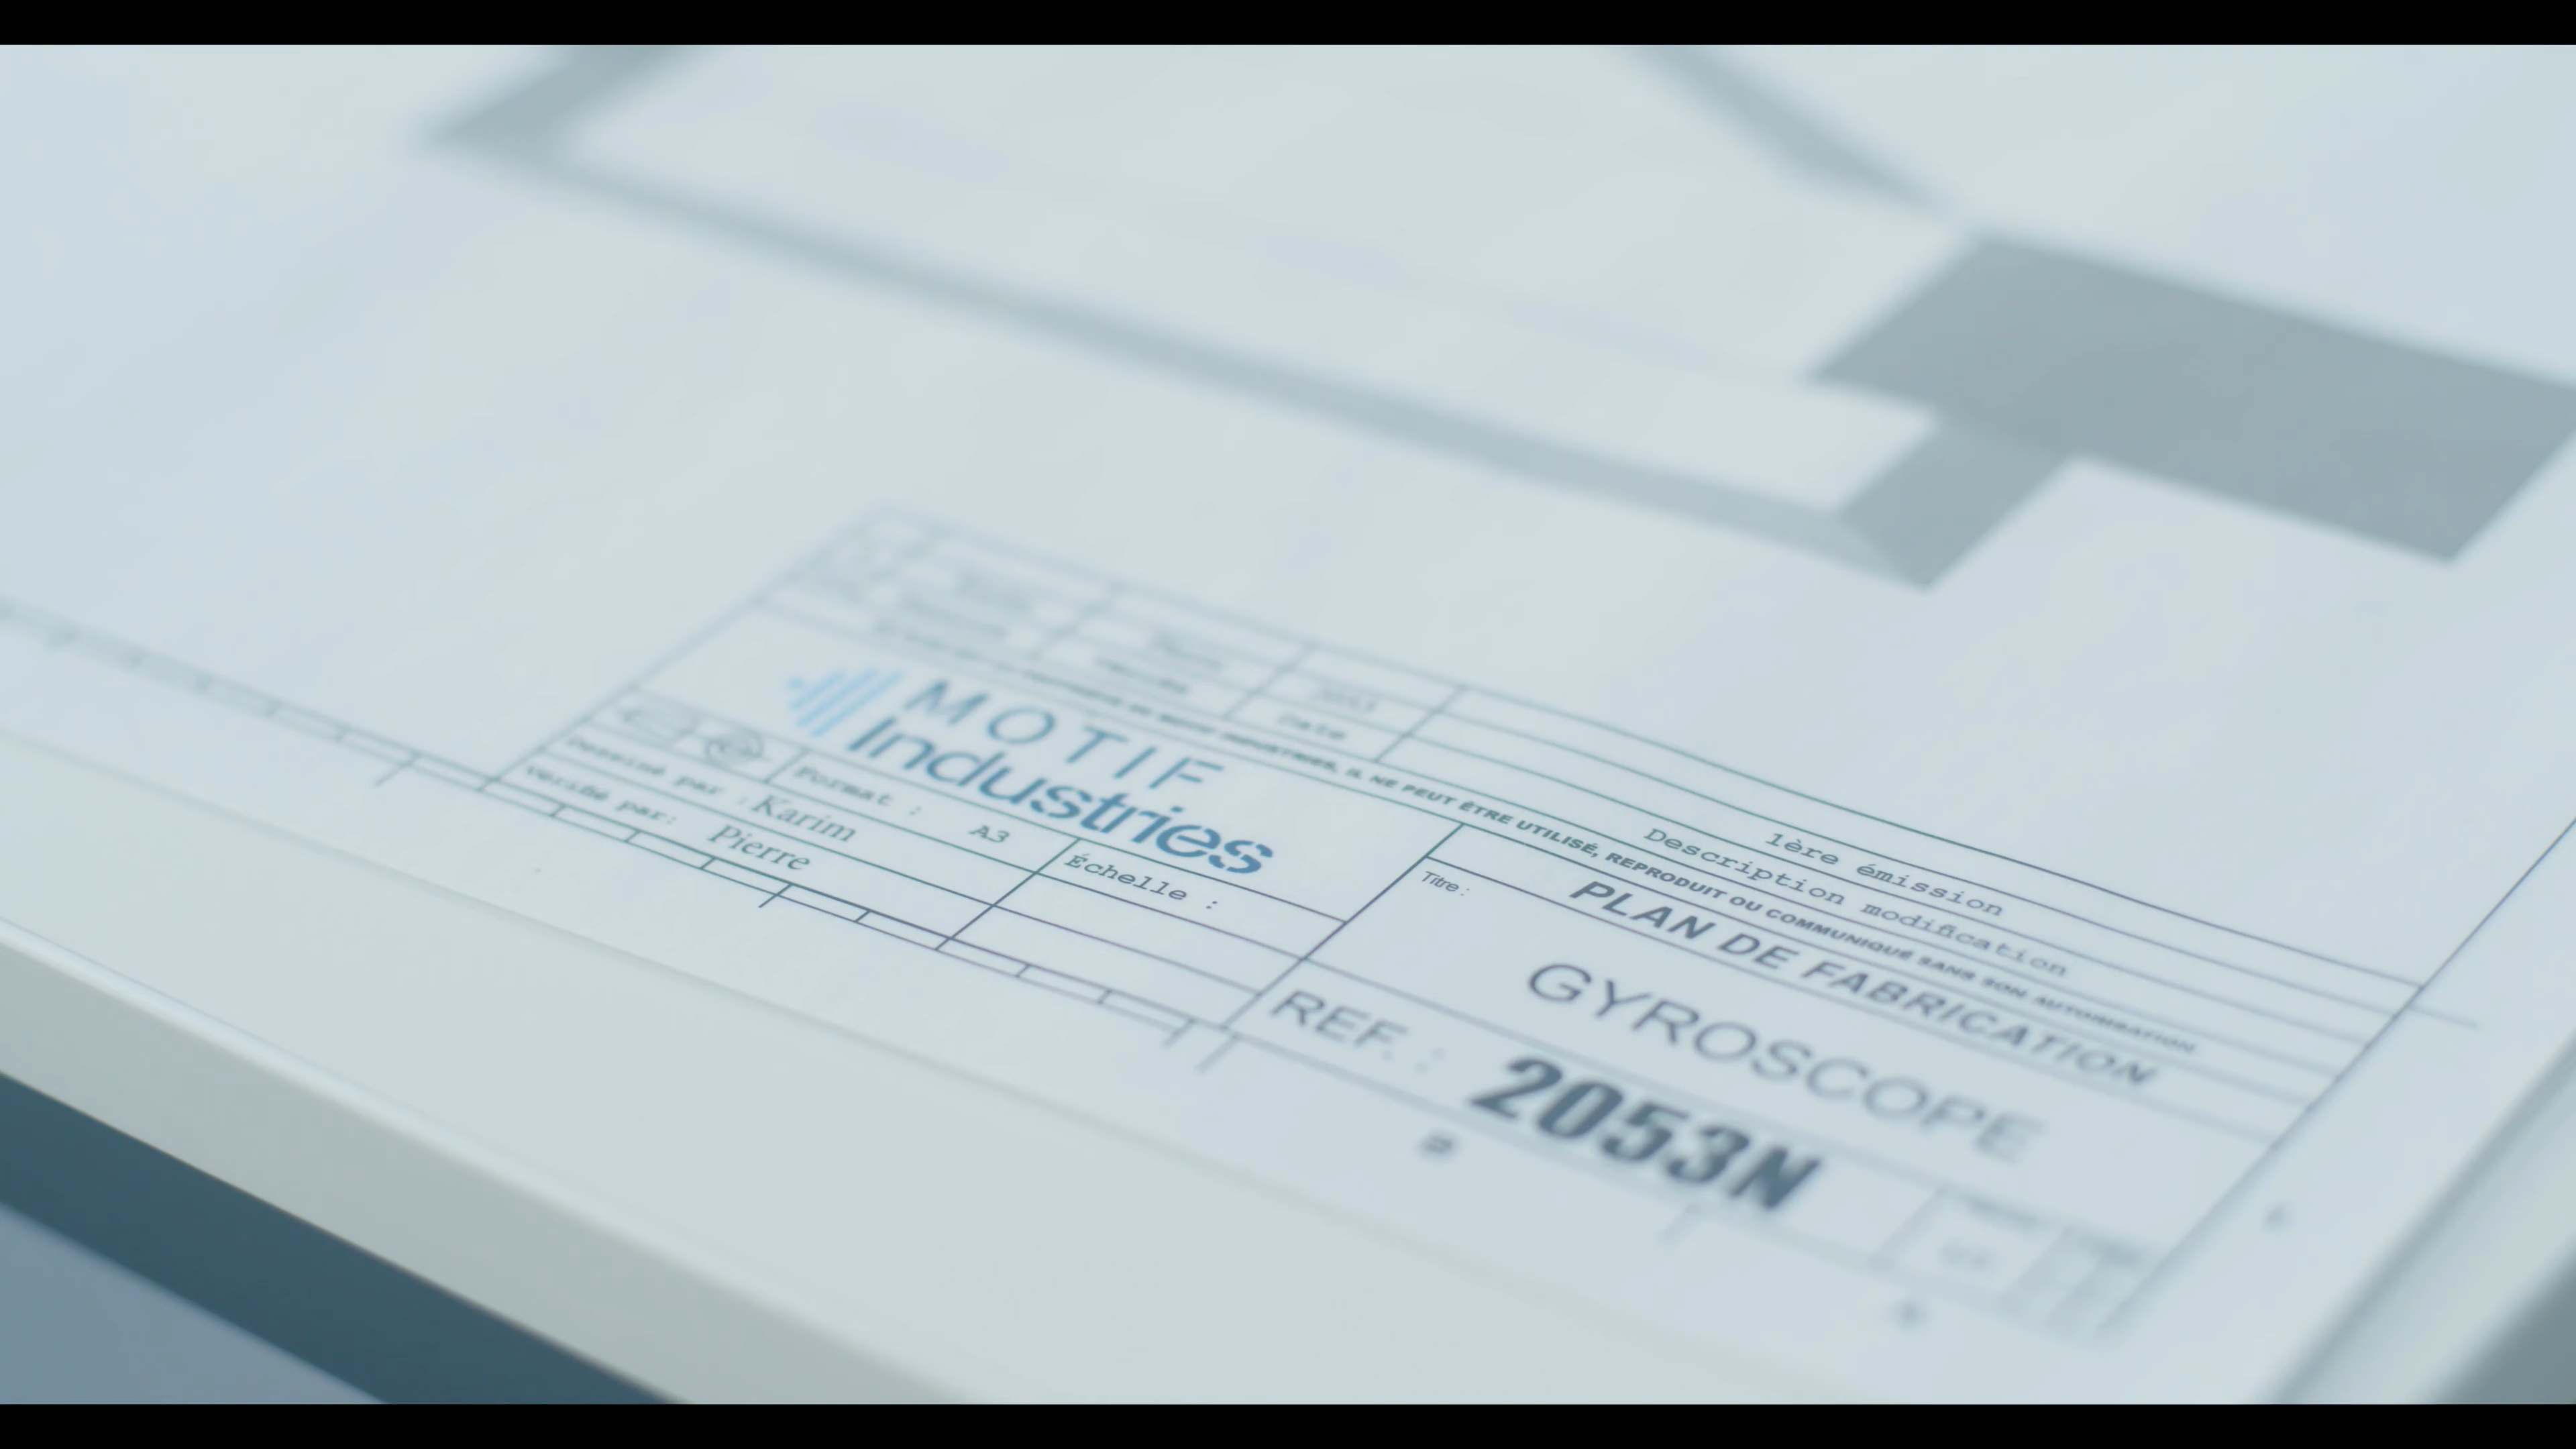 1ère émission
Date
Description modification
INDUSTRIES, IL NE PEUT ÊTRE UTILISÉ, REPRODUIT OU COMMUNIQUÉ SANS SON AUTORISATION
MOTIF
Industries
PLAN DE FABRICATION
Titre :
GYROSCOPE
Format : A3
Échelle :
Dessiné par : Karim
Vérifié par: Pierre
REF. : 2053N